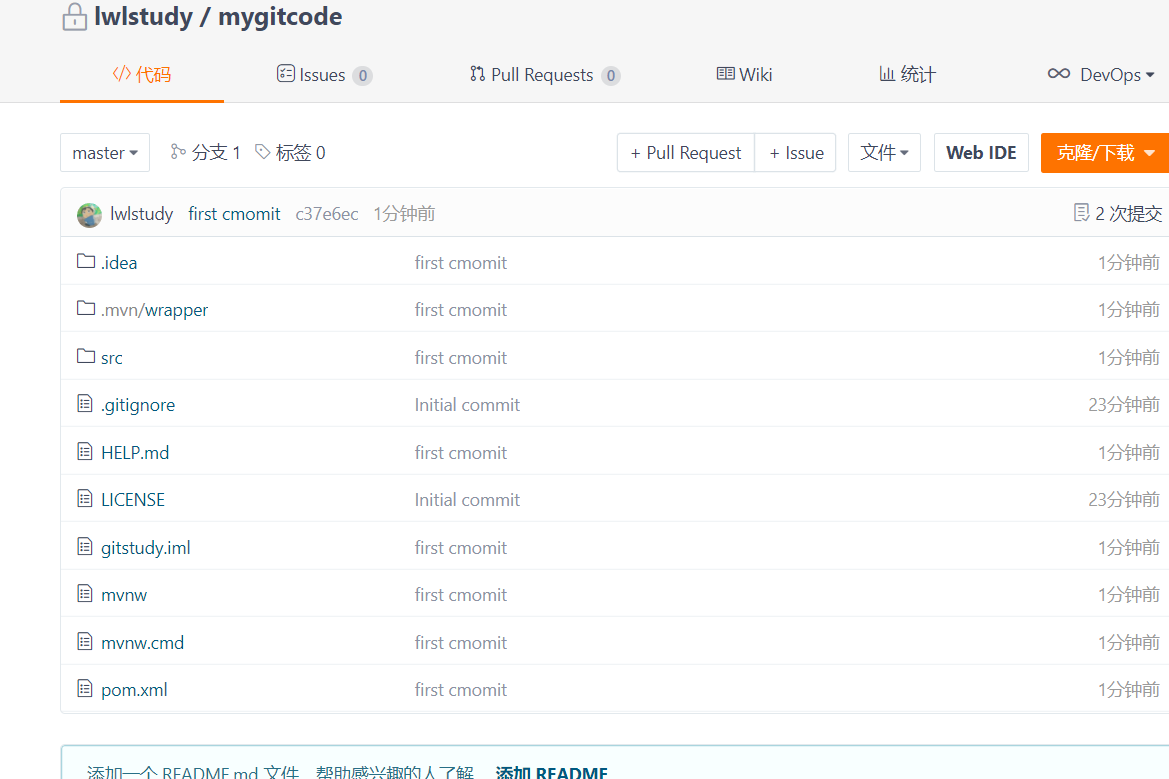 lwlstudy / mygitcode
代码 Issues 0 Pull Requests 0 Wiki 统计 DevOps
master 分支 1 标签 0 + Pull Request + Issue 文件 Web IDE 克隆/下载
lwlstudy first cmomit c37e6ec 1分钟前 2 次提交
.idea first cmomit 1分钟前
.mvn/wrapper first cmomit 1分钟前
src first cmomit 1分钟前
.gitignore Initial commit 23分钟前
HELP.md first cmomit 1分钟前
LICENSE Initial commit 23分钟前
gitstudy.iml first cmomit 1分钟前
mvnw first cmomit 1分钟前
mvnw.cmd first cmomit 1分钟前
pom.xml first cmomit 1分钟前
添加一个 README.md 文件，帮助感兴趣的人了解 添加 README